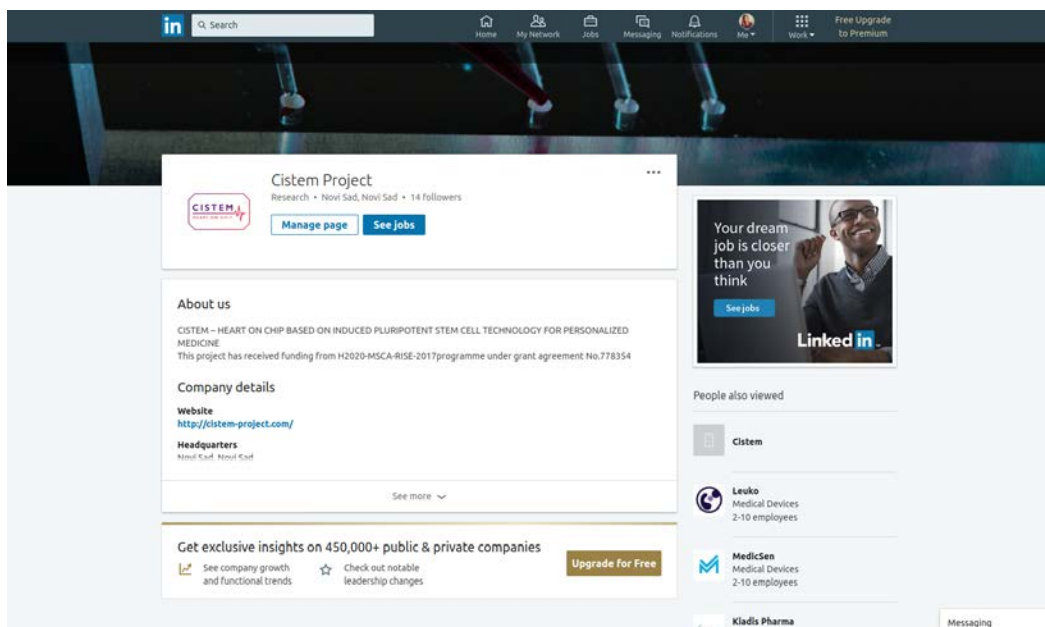 in
Search
Home
My Network
Jobs
Messaging
Notifications
Me
Work
Free Upgrade
to Premium
Cistem Project
Research • Novi Sad, Novi Sad • 14 followers
CISTEM
HEART ON CHIP
Manage page
See jobs
About us
CISTEM – HEART ON CHIP BASED ON INDUCED PLURIPOTENT STEM CELL TECHNOLOGY FOR PERSONALIZED
MEDICINE
This project has received funding from H2020-MSCA-RISE-2017programme under grant agreement No.778354
Company details
Website
http://cistem-project.com/
Headquarters
Novi Sad, Novi Sad
See more
Get exclusive insights on 450,000+ public & private companies
See company growth
and functional trends
Check out notable
leadership changes
Upgrade for Free
Your dream
job is closer
than you
think
See jobs
Linked in
People also viewed
Cistem
Leuko
Medical Devices
2-10 employees
MedicSen
Medical Devices
2-10 employees
Kladis Pharma
Messaging